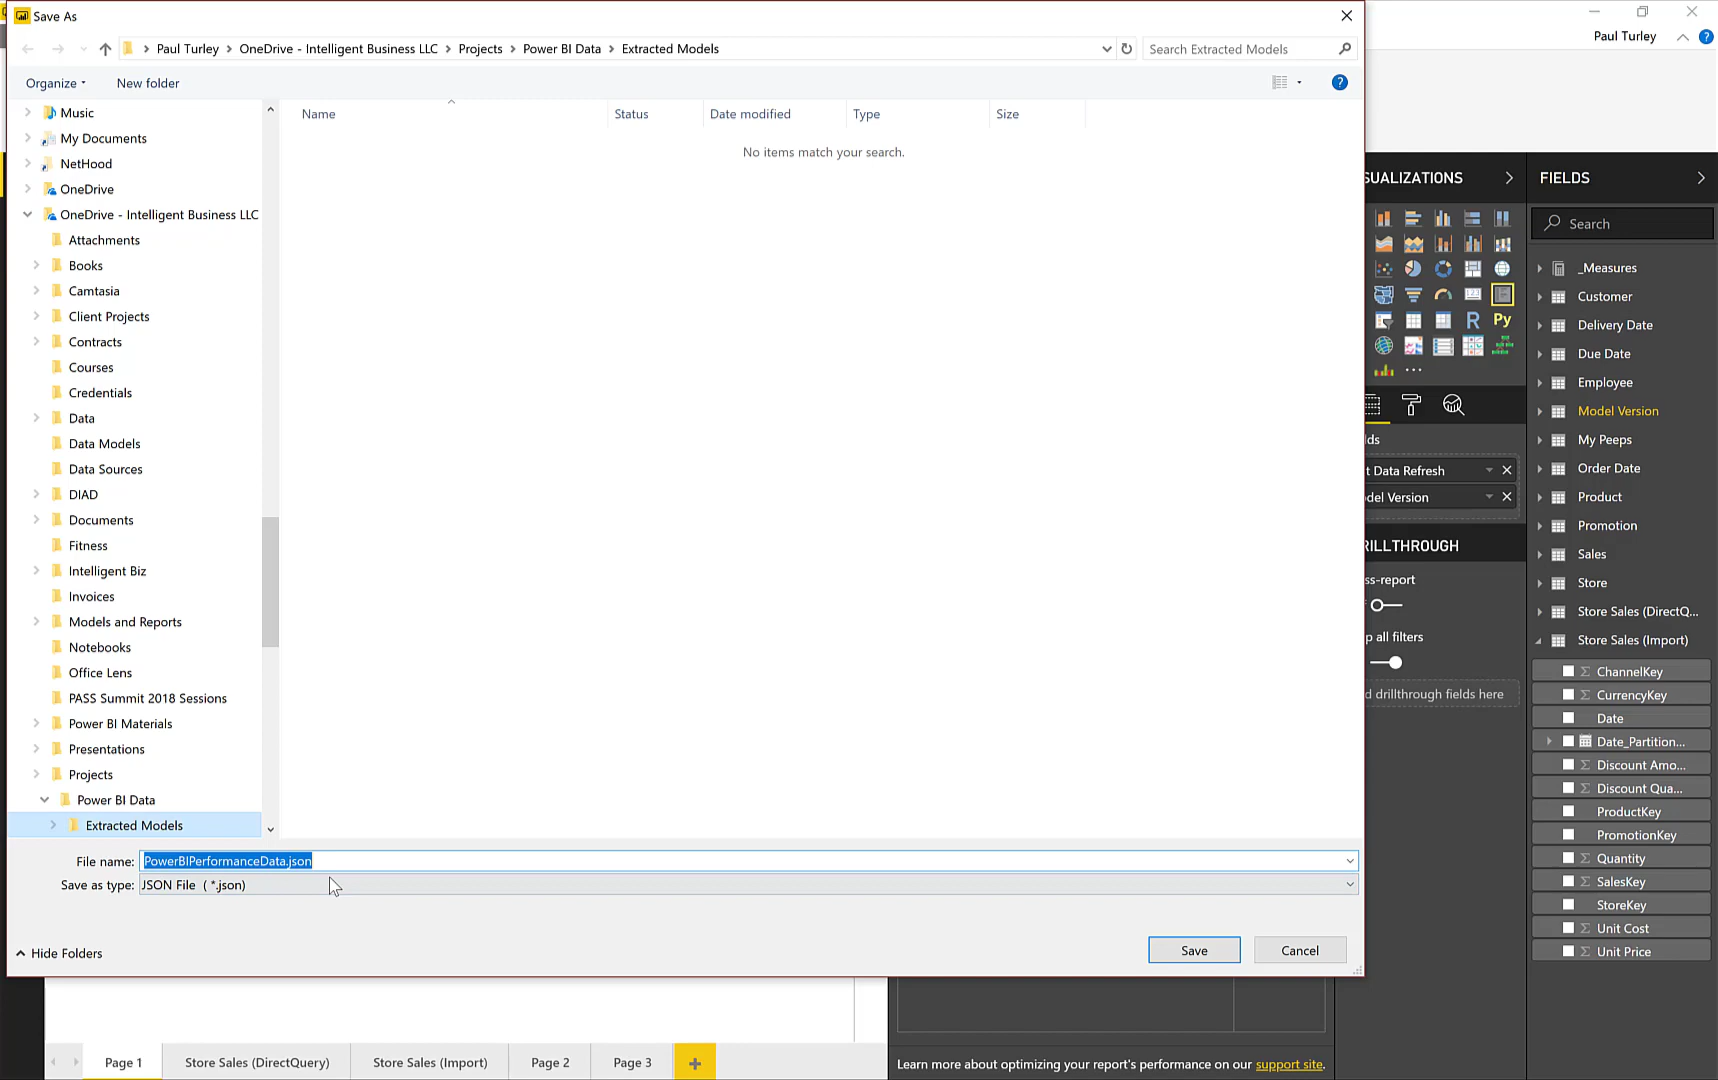 Save As
Paul Turley
Paul Turley OneDrive - Intelligent Business LLC Projects Power BI Data Extracted Models
Search Extracted Models
Organize
New folder
Music
My Documents
NetHood
OneDrive
OneDrive - Intelligent Business LLC
Attachments
Books
Camtasia
Client Projects
Contracts
Courses
Credentials
Data
Data Models
Data Sources
DIAD
Documents
Fitness
Intelligent Biz
Invoices
Models and Reports
Notebooks
Office Lens
PASS Summit 2018 Sessions
Power BI Materials
Presentations
Projects
Power BI Data
Extracted Models
Name Status Date modified Type Size
No items match your search.
File name: PowerBIPerformanceData.json
Save as type: JSON File ( *.json)
Hide Folders
Save
Cancel
SUALIZATIONS
R Py
lds
t Data Refresh
odel Version
RILLTHROUGH
ss-report
p all filters
d drillthrough fields here
FIELDS
Search
_Measures
Customer
Delivery Date
Due Date
Employee
Model Version
My Peeps
Order Date
Product
Promotion
Sales
Store
Store Sales (DirectQ...
Store Sales (Import)
ChannelKey
CurrencyKey
Date
Date_Partition...
Discount Amo...
Discount Qua...
ProductKey
PromotionKey
Quantity
SalesKey
StoreKey
Unit Cost
Unit Price
Page 1
Store Sales (DirectQuery)
Store Sales (Import)
Page 2
Page 3
Learn more about optimizing your report's performance on our support site.